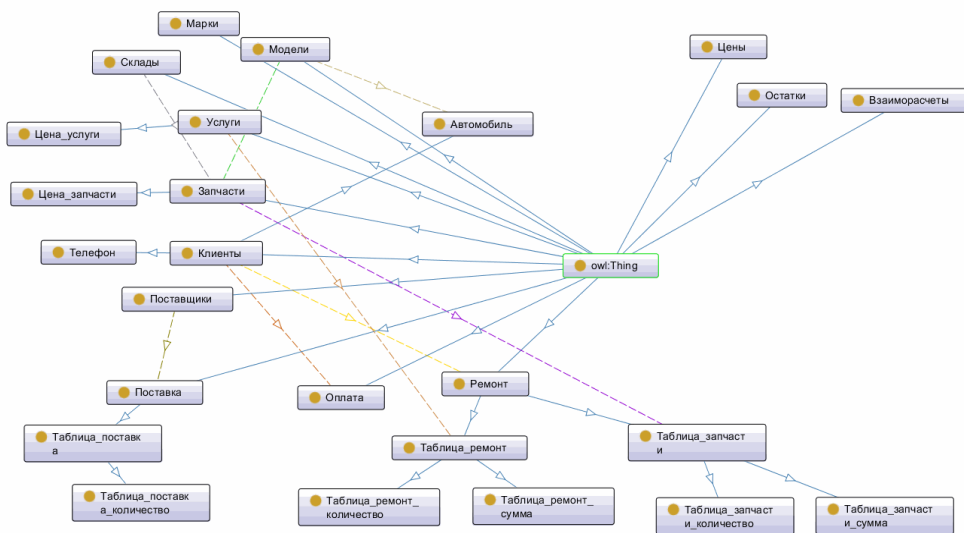 Марки
Модели
Цены
Склады
Остатки
Взаиморасчеты
Услуги
Автомобиль
Цена_услуги
Цена_запчасти
Запчасти
Телефон
Клиенты
owl:Thing
Поставщики
Поставка
Оплата
Ремонт
Таблица_поставк
а
Таблица_ремонт
Таблица_запчаст
и
Таблица_поставк
а_количество
Таблица_ремонт_
количество
Таблица_ремонт_
сумма
Таблица_запчаст
и_количество
Таблица_запчаст
и_сумма